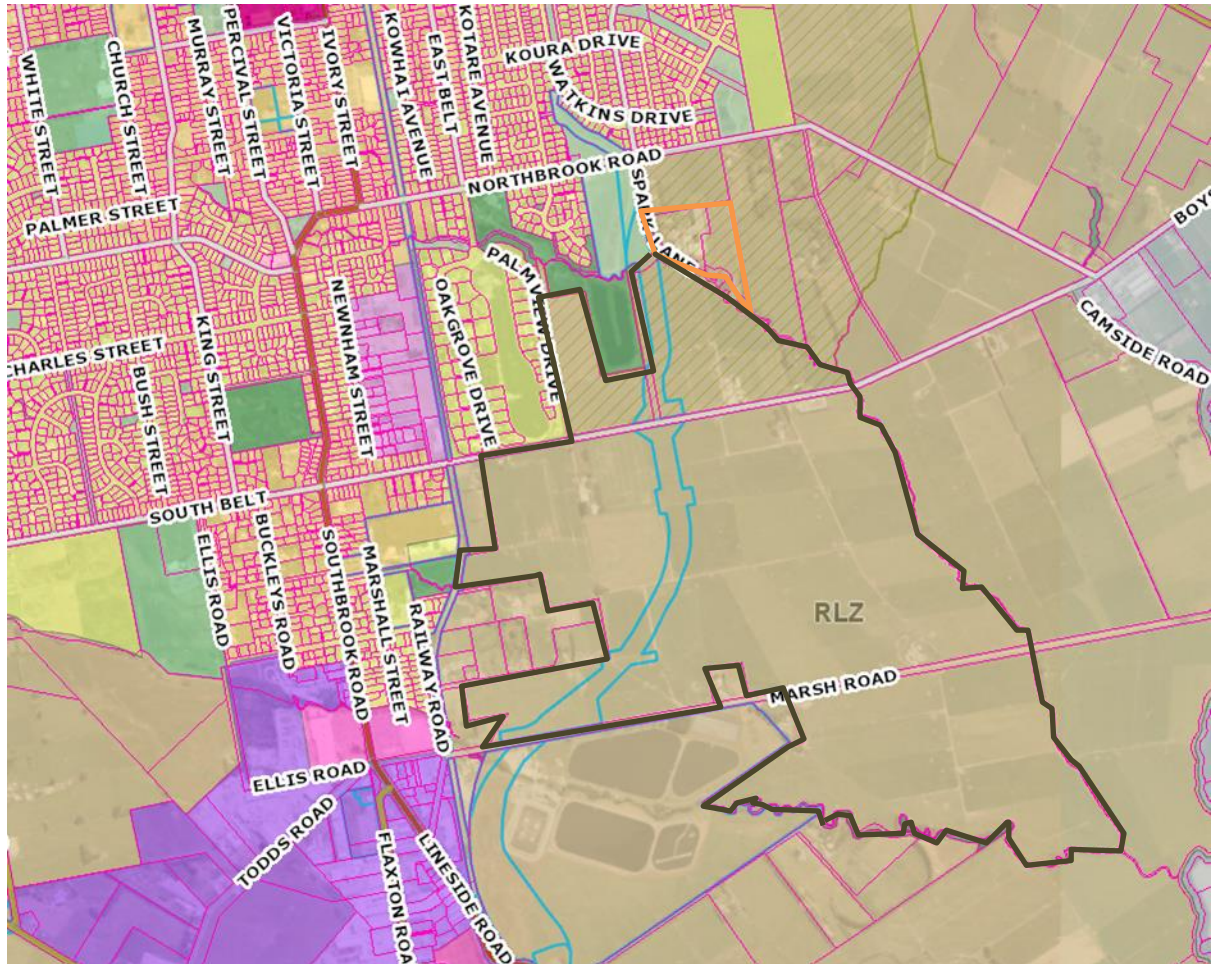 WHITE STREET
CHURCH STREET
MURRAY STREET
PERCIVAL STREET
VICTORIA STREET
IVORY STREET
KOWHAI AVENUE
EAST BELT
KOTARE AVENUE
KOURA DRIVE
WATKINS DRIVE
NORTHBROOK ROAD
PALMER STREET
BOYS
PALMVIEW DRIVE
OAKGROVE DRIVE
NEWNHAM STREET
KING STREET
CHARLES STREET
BUSH STREET
CAMSIDE ROAD
SOUTH BELT
ELLIS ROAD
BUCKLEYS ROAD
SOUTHBROOK ROAD
MARSHALL STREET
RAILWAY ROAD
RLZ
MARSH ROAD
ELLIS ROAD
TODDS ROAD
FLAXTON ROA
LINESIDE ROAD